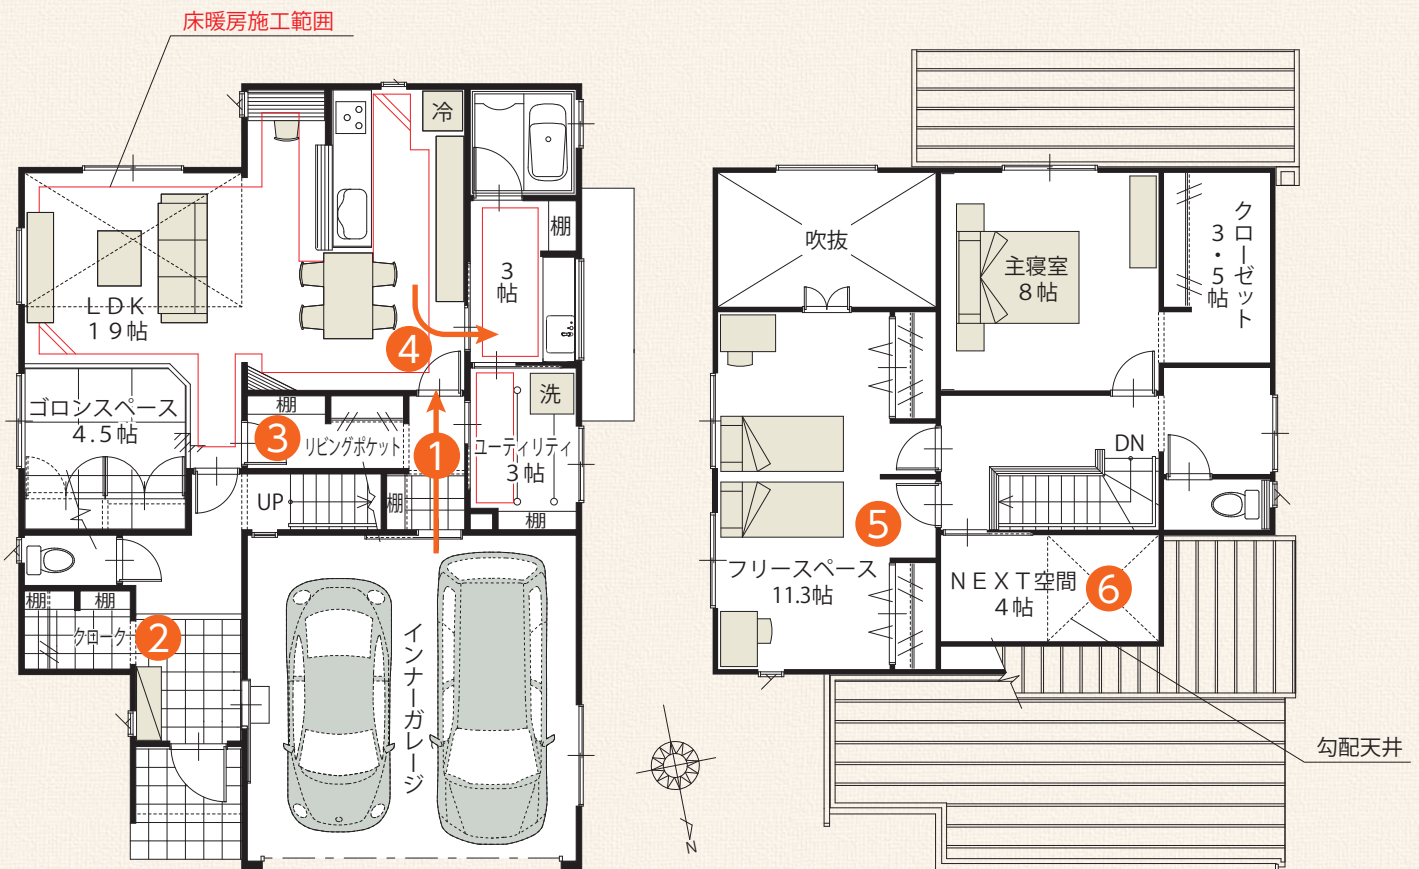 床暖房施工範囲
冷
棚
3
帖
LDK
19帖
4
ゴロンスペース
4.5帖
棚
3
リビングポケット
1
洗
ユーティリティ
3帖
棚
UP
棚
棚
棚
クローク
2
インナーガレージ
吹抜
主寝室
8帖
クローゼット
3・5帖
DN
5
フリースペース
11.3帖
NEXT空間
4帖
6
勾配天井
N